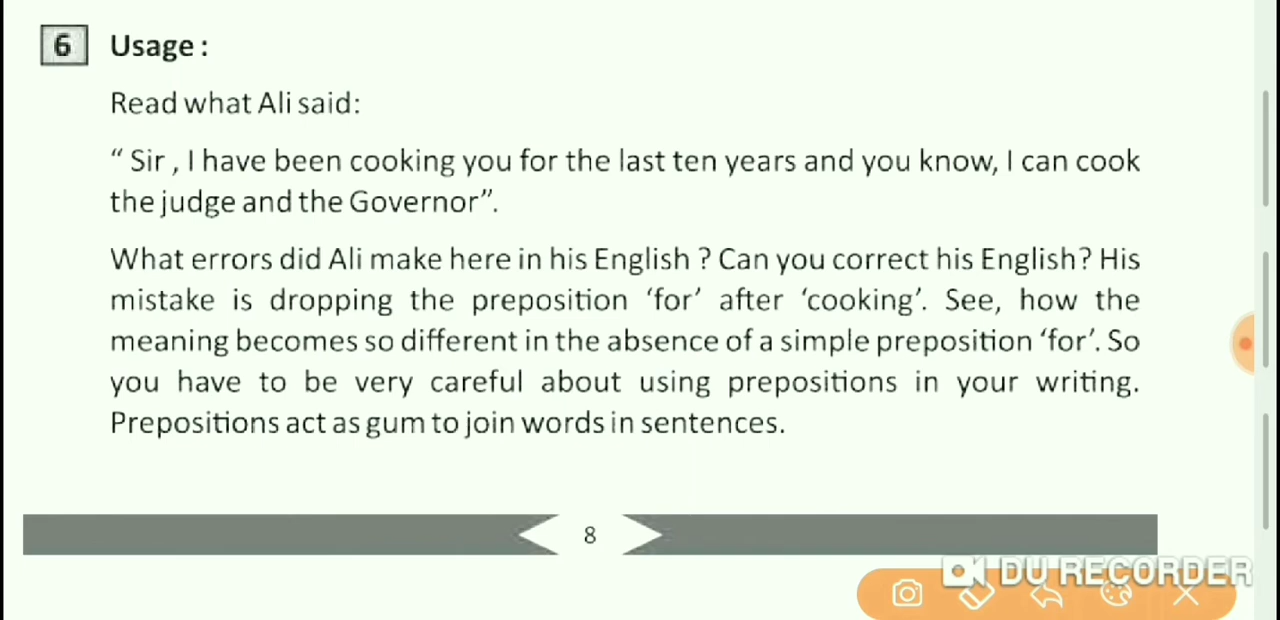 6 Usage :
Read what Ali said:
“ Sir , I have been cooking you for the last ten years and you know, I can cook
the judge and the Governor”.
What errors did Ali make here in his English ? Can you correct his English? His
mistake is dropping the preposition ‘for’ after ‘cooking’. See, how the
meaning becomes so different in the absence of a simple preposition ‘for’. So
you have to be very careful about using prepositions in your writing.
Prepositions act as gum to join words in sentences.
8
DU RECORDER